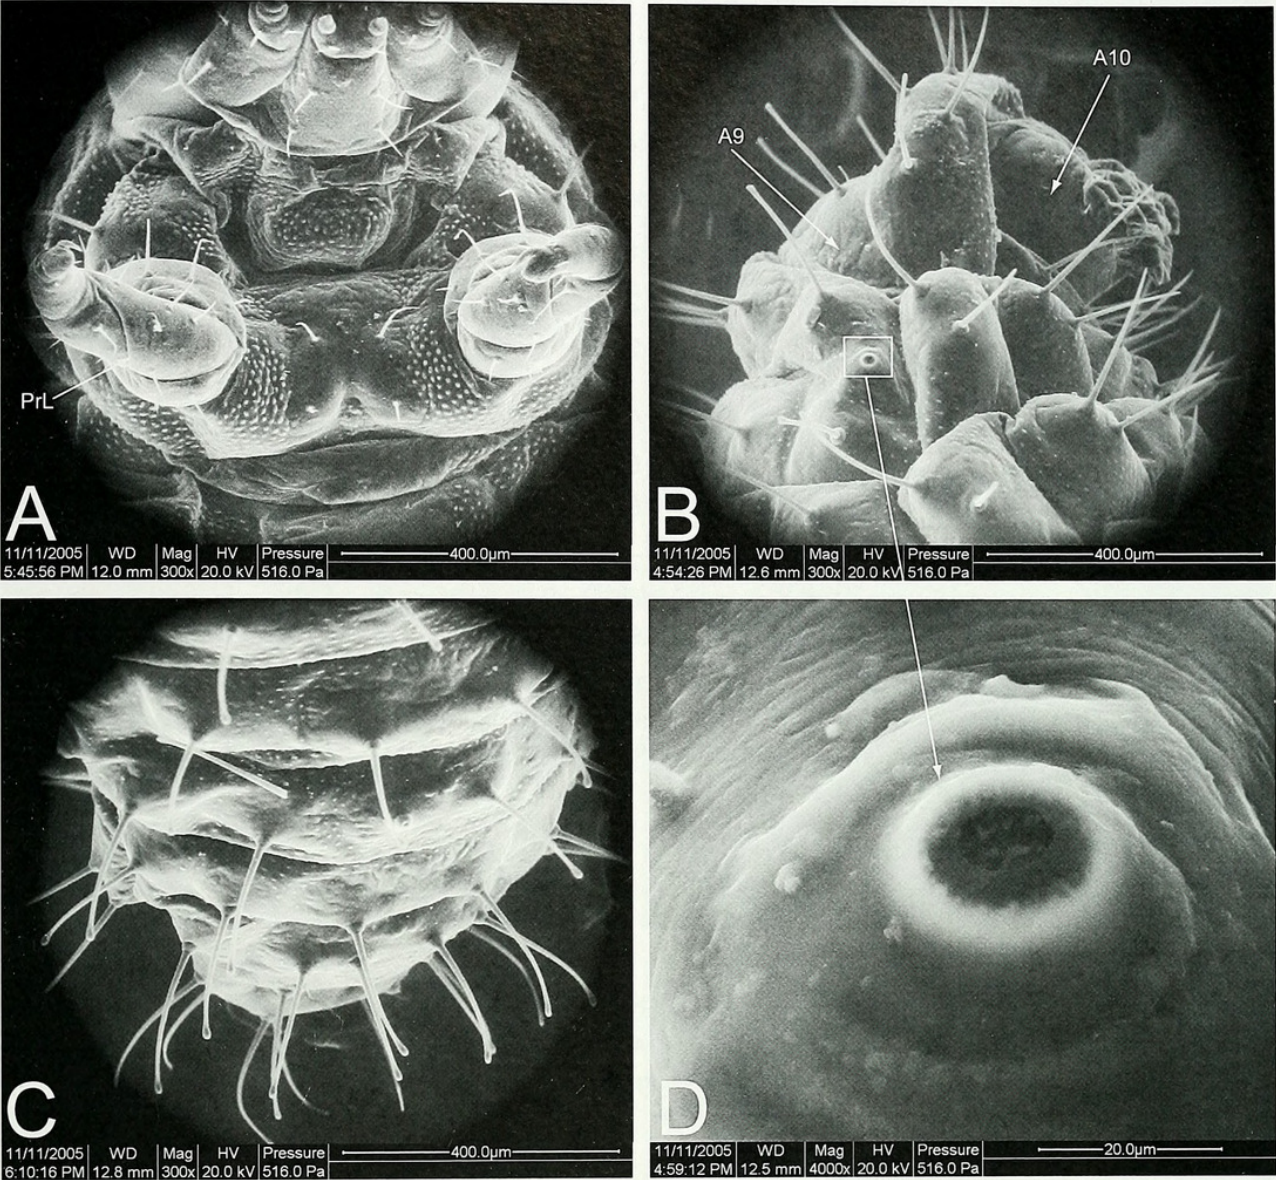 PrL
A
11/11/2005 WD Mag HV Pressure 400.0µm
5:45:56 PM 12.0 mm 300x 20.0 kV 516.0 Pa
A9
A10
B
11/11/2005 WD Mag HV Pressure 400.0µm
4:54:26 PM 12.6 mm 300x 20.0 kV 516.0 Pa
C
11/11/2005 WD Mag HV Pressure 400.0µm
6:10:16 PM 12.8 mm 300x 20.0 kV 516.0 Pa
D
11/11/2005 WD Mag HV Pressure 20.0µm
4:59:12 PM 12.5 mm 4000x 20.0 kV 516.0 Pa